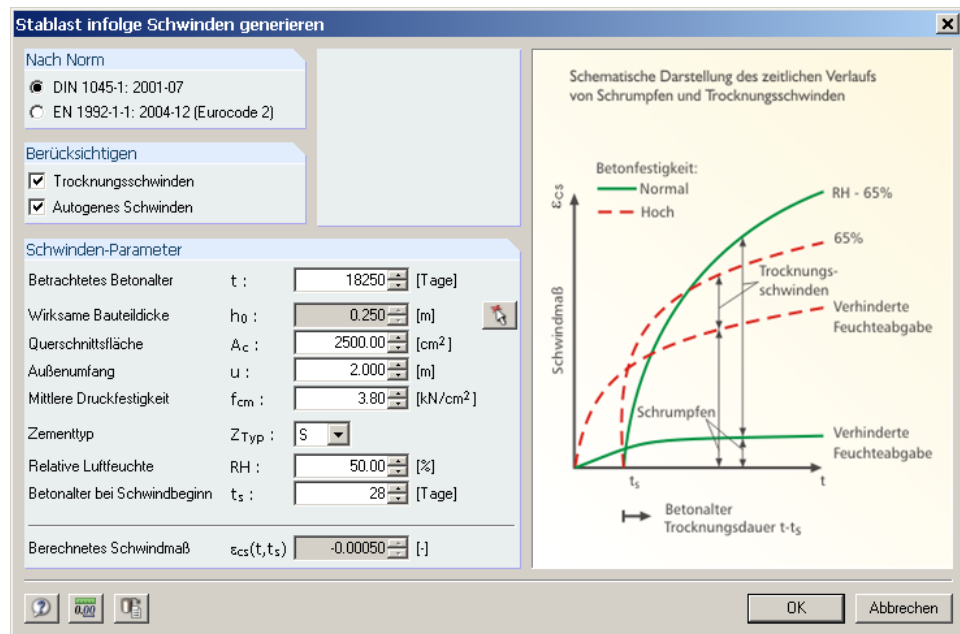 Stablast infolge Schwinden generieren
Nach Norm
DIN 1045-1: 2001-07
EN 1992-1-1: 2004-12 (Eurocode 2)
Berücksichtigen
Trocknungsschwinden
Autogenes Schwinden
Schwinden-Parameter
Betrachtetes Betonalter t : 18250 [Tage]
Wirksame Bauteildicke h0 : 0.250 [m]
Querschnittsfläche Ac : 2500.00 [cm²]
Außenumfang u : 2.000 [m]
Mittlere Druckfestigkeit fcm : 3.80 [kN/cm²]
Zementtyp ZTyp : S
Relative Luftfeuchte RH : 50.00 [%]
Betonalter bei Schwindbeginn ts : 28 [Tage]
Berechnetes Schwindmaß εcs(t,ts) -0.00050 [-]
Schematische Darstellung des zeitlichen Verlaufs
von Schrumpfen und Trocknungsschwinden
Betonfestigkeit:
Normal
Hoch
εcs
Schwindmaß
RH - 65%
65%
Trocknungs-
schwinden
Verhinderte
Feuchteabgabe
Schrumpfen
Verhinderte
Feuchteabgabe
ts
t
Betonalter
Trocknungsdauer t-ts
0.00
OK
Abbrechen